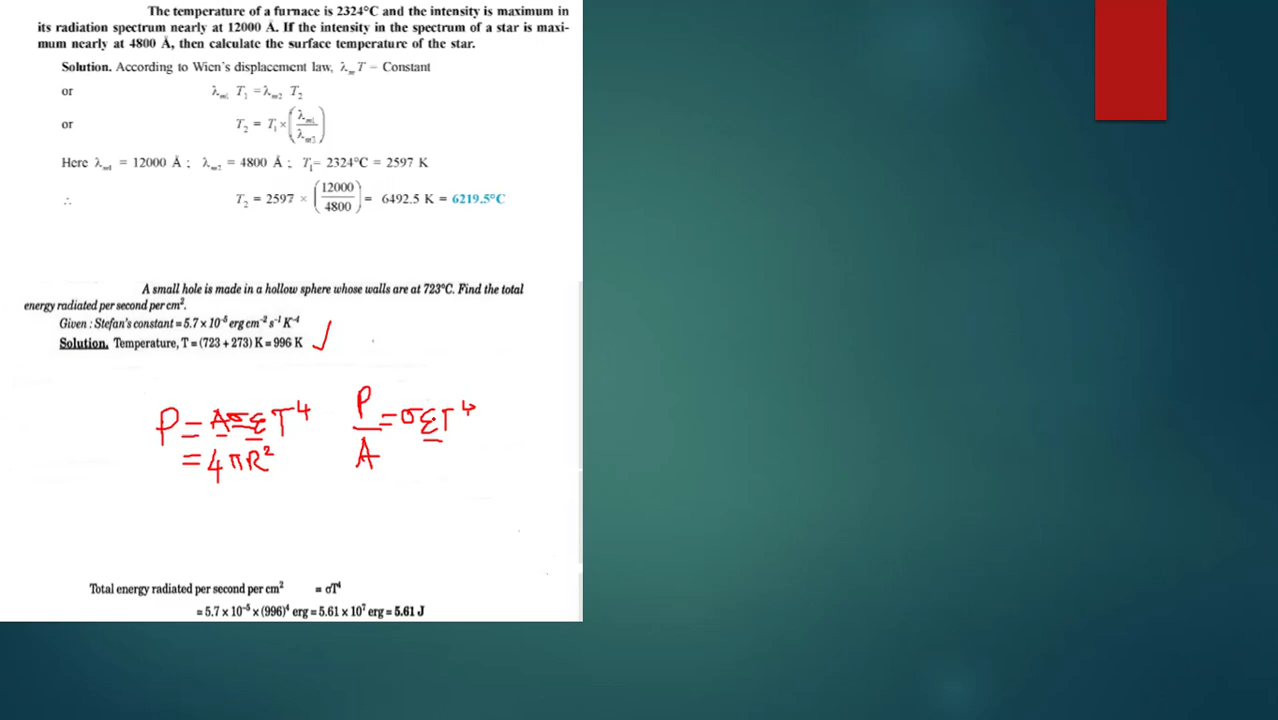 The temperature of a furnace is 2324°C and the intensity is maximum in
its radiation spectrum nearly at 12000 Å. If the intensity in the spectrum of a star is maxi-
mum nearly at 4800 Å, then calculate the surface temperature of the star.
Solution. According to Wien's displacement law, λm T = Constant
or λm1 T1 = λm2 T2
or T2 = T1 × (λm1/λm2)
Here λm1 = 12000 Å ; λm2 = 4800 Å ; T1 = 2324°C = 2597 K
∴ T2 = 2597 × (12000/4800) = 6492.5 K = 6219.5°C
A small hole is made in a hollow sphere whose walls are at 723°C. Find the total
energy radiated per second per cm².
Given : Stefan's constant = 5.7 x 10⁻⁵ erg cm⁻² s⁻¹ K⁻⁴
Solution. Temperature, T = (723 + 273) K = 996 K ✓
P = AσƐT⁴ P/A = σƐT⁴
= 4πR²
Total energy radiated per second per cm² = σT⁴
= 5.7 x 10⁻⁵ x (996)⁴ erg = 5.61 x 10⁷ erg = 5.61 J